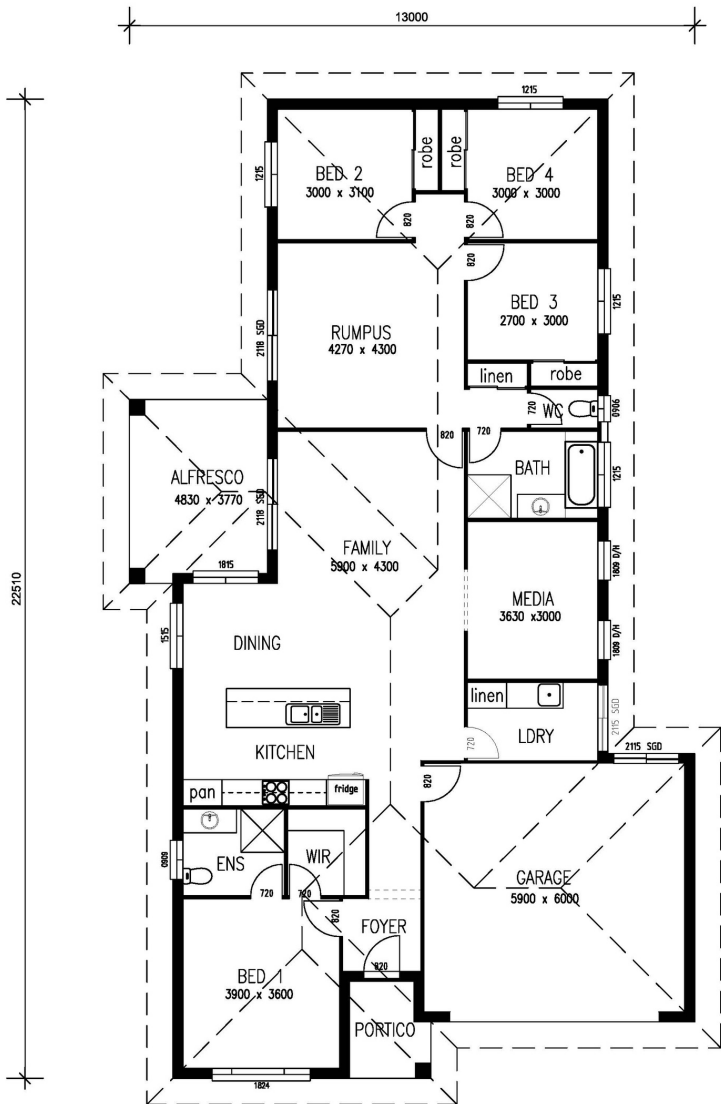 13000
1215
BED 2
3000 x 3100
robe
robe
BED 4
3000 x 3000
1215
820
820
820
BED 3
2700 x 3000
1215
RUMPUS
4270 x 4300
2118 SGD
linen
robe
720
WC
0906
820
720
BATH
1215
ALFRESCO
4830 x 3770
2118 SGD
FAMILY
5900 x 4300
1809 D/H
1815
MEDIA
3630 x3000
22510
1515
DINING
1809 D/H
linen
2115 SGD
LDRY
720
KITCHEN
2115 SGD
820
pan
fridge
ENS
WIR
0909
720
720
GARAGE
5900 x 6000
820
FOYER
BED 1
3900 x 3600
820
PORTICO
1824